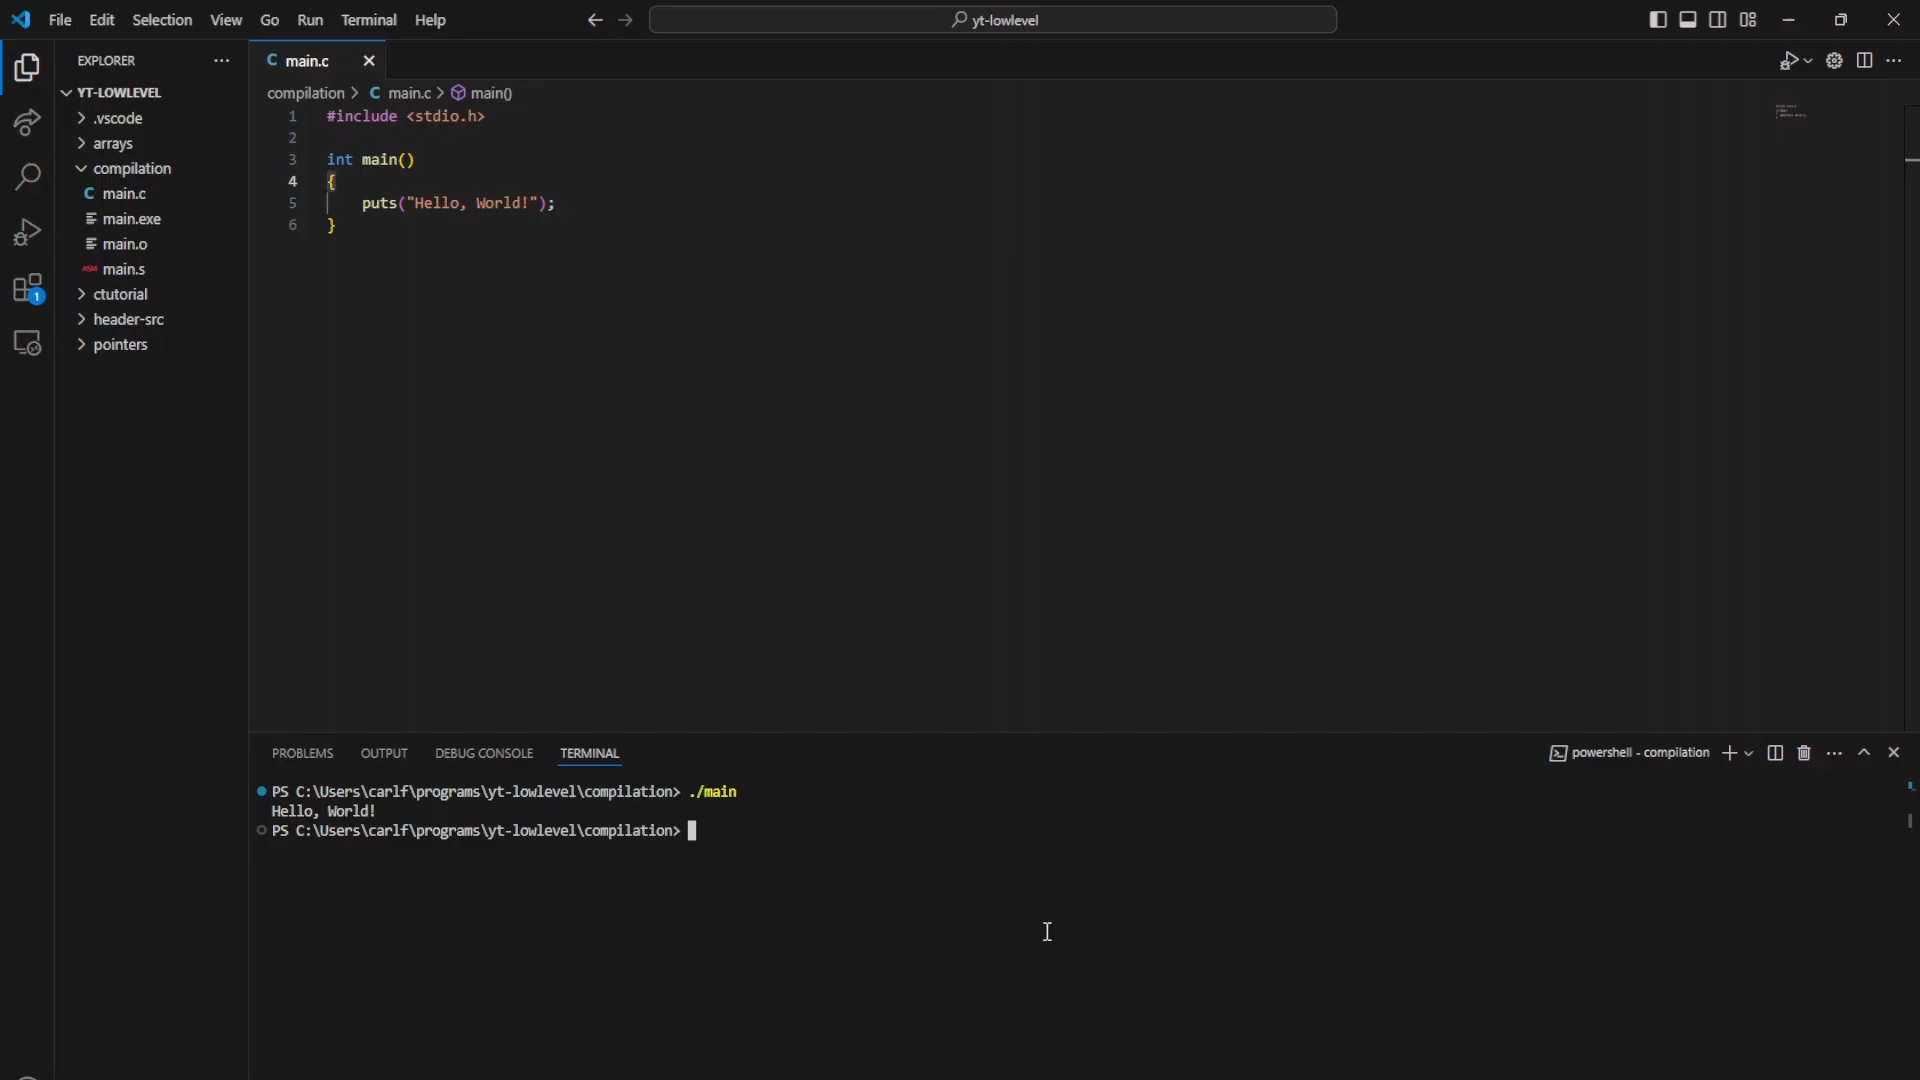 File Edit Selection View Go Run Terminal Help
yt-lowlevel
EXPLORER
YT-LOWLEVEL
.vscode
arrays
compilation
C main.c
main.exe
main.o
ASM main.s
ctutorial
header-src
pointers
1
C main.c
compilation > C main.c > main()
1 #include <stdio.h>
2
3 int main()
4 {
5 puts("Hello, World!");
6 }
PROBLEMS OUTPUT DEBUG CONSOLE TERMINAL
powershell - compilation
PS C:\Users\carlf\programs\yt-lowlevel\compilation> ./main
Hello, World!
PS C:\Users\carlf\programs\yt-lowlevel\compilation>